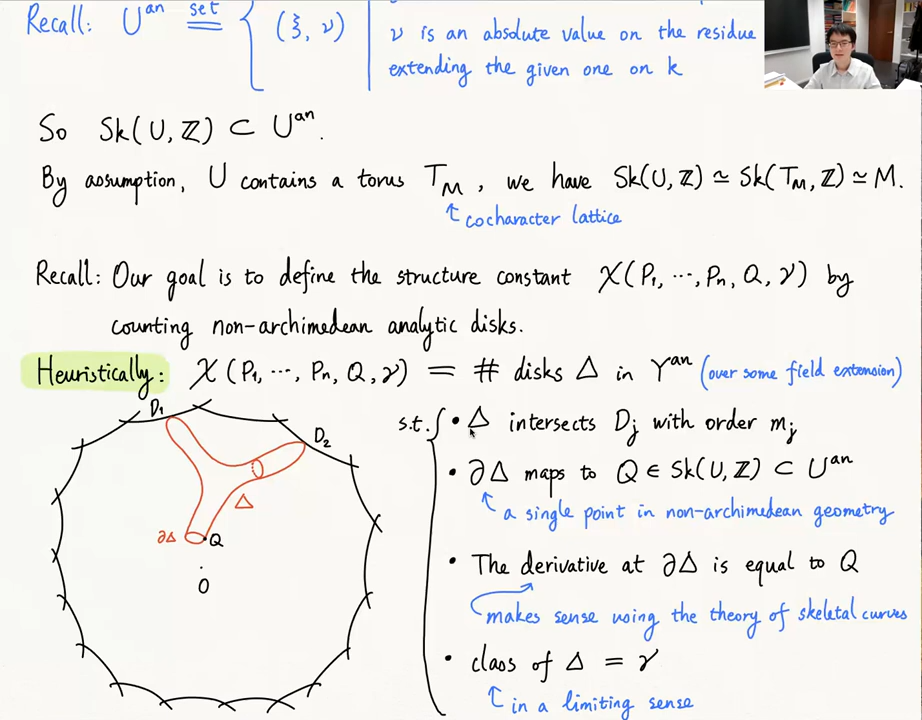 Recall: U^an set = { (ξ, ν) | ν is an absolute value on the residue
extending the given one on k
So Sk(U, ℤ) ⊂ U^an.
By assumption, U contains a torus T_M, we have Sk(U, ℤ) ≃ Sk(T_M, ℤ) ≃ M.
↑ cocharacter lattice
Recall: Our goal is to define the structure constant χ(P₁, ⋯, Pₙ, Q, γ) by
counting non-archimedean analytic disks.
Heuristically: χ(P₁, ⋯, Pₙ, Q, γ) = # disks Δ in Y^an (over some field extension)
s.t. { • Δ intersects D_j with order m_j
• ∂Δ maps to Q ∈ Sk(U, ℤ) ⊂ U^an
↑ a single point in non-archimedean geometry
• The derivative at ∂Δ is equal to Q
makes sense using the theory of skeletal curves
• class of Δ = γ
↑ in a limiting sense
D₁
D₂
Δ
∂Δ
Q
O